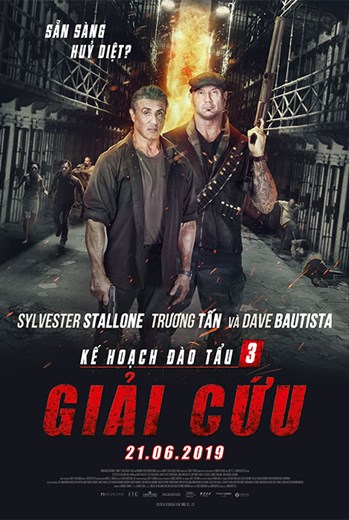 SẴN SÀNG
HUỶ DIỆT?
SYLVESTER STALLONE TRƯƠNG TẤN VÀ DAVE BAUTISTA
KẾ HOẠCH ĐÀO TẨU 3
GIẢI CỨU
21.06.2019